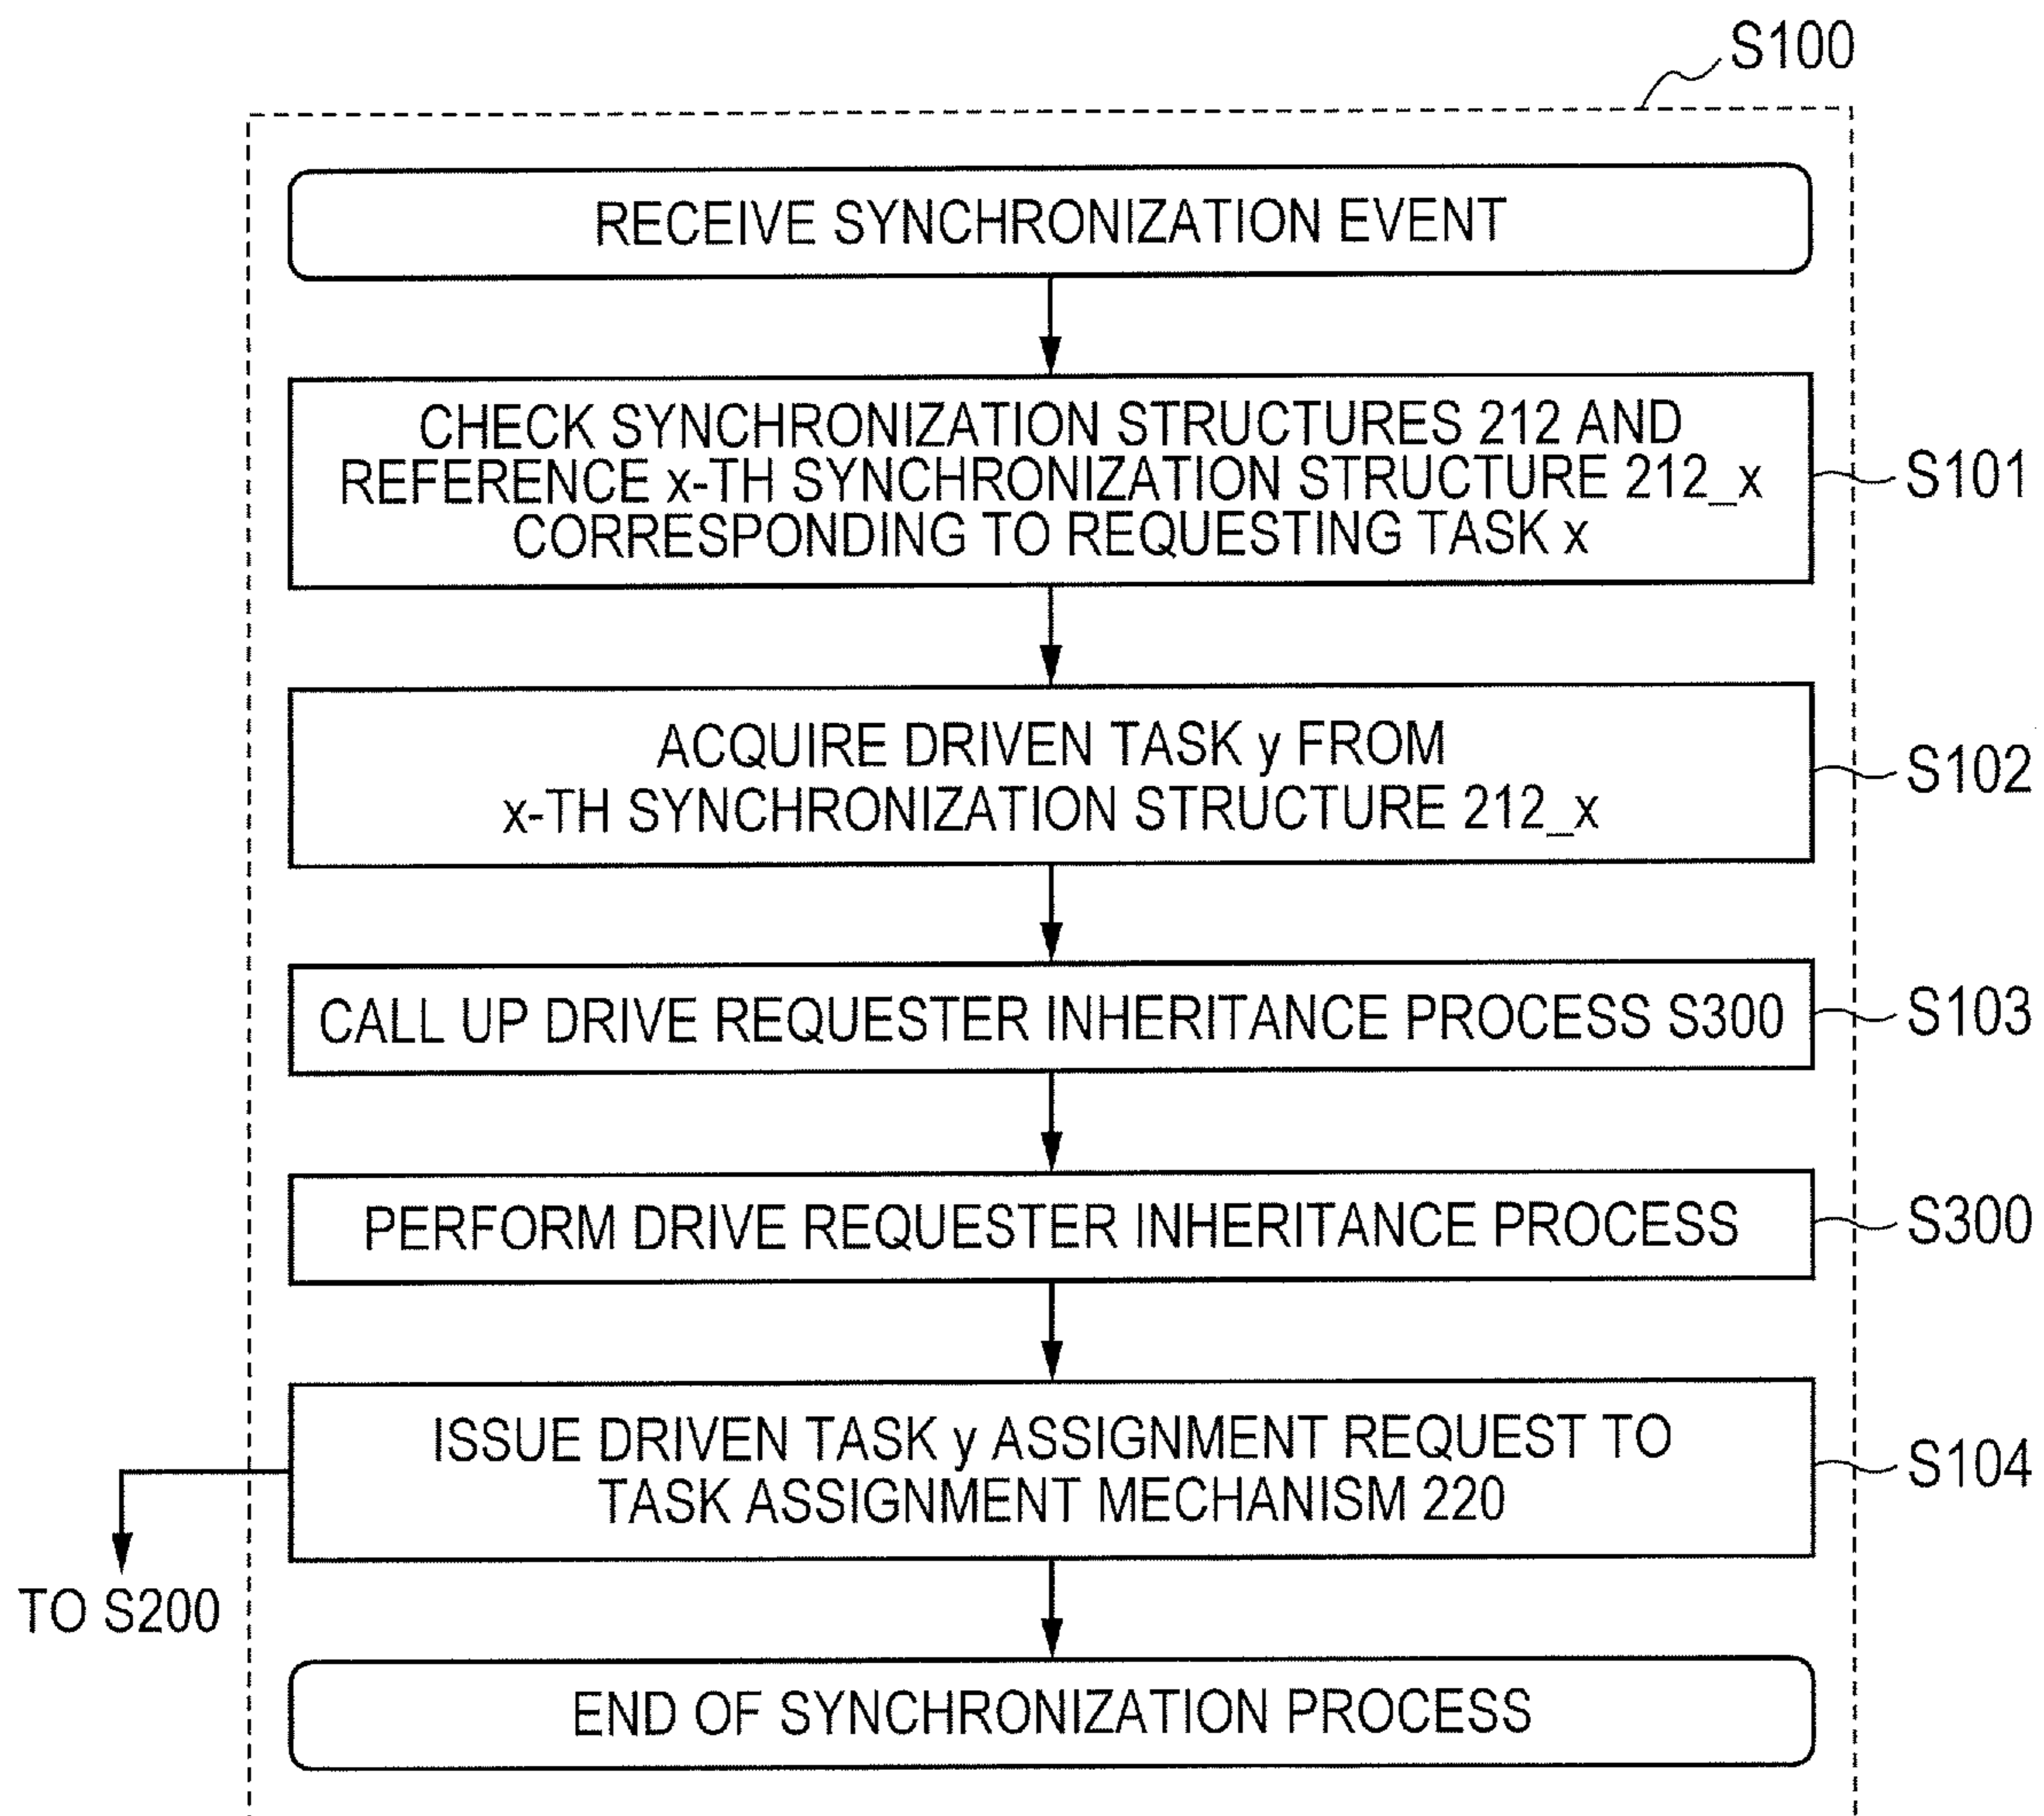 S100
RECEIVE SYNCHRONIZATION EVENT
CHECK SYNCHRONIZATION STRUCTURES 212 AND
REFERENCE x-TH SYNCHRONIZATION STRUCTURE 212_x
CORRESPONDING TO REQUESTING TASK x
S101
ACQUIRE DRIVEN TASK y FROM
x-TH SYNCHRONIZATION STRUCTURE 212_x
S102
CALL UP DRIVE REQUESTER INHERITANCE PROCESS S300
S103
PERFORM DRIVE REQUESTER INHERITANCE PROCESS
S300
ISSUE DRIVEN TASK y ASSIGNMENT REQUEST TO
TASK ASSIGNMENT MECHANISM 220
S104
TO S200
END OF SYNCHRONIZATION PROCESS